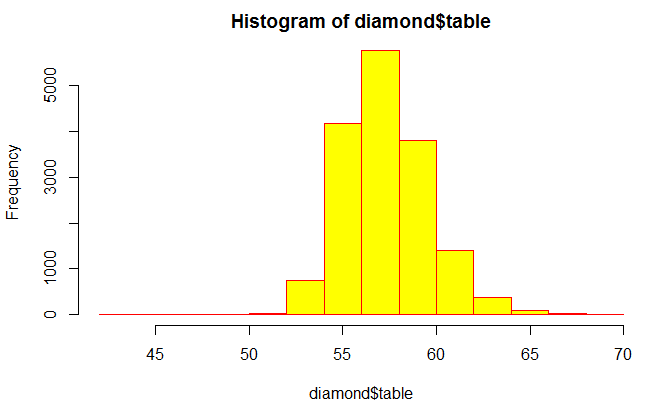 Histogram of diamond$table
Frequency
5000
3000
1000
0
45 50 55 60 65 70
diamond$table